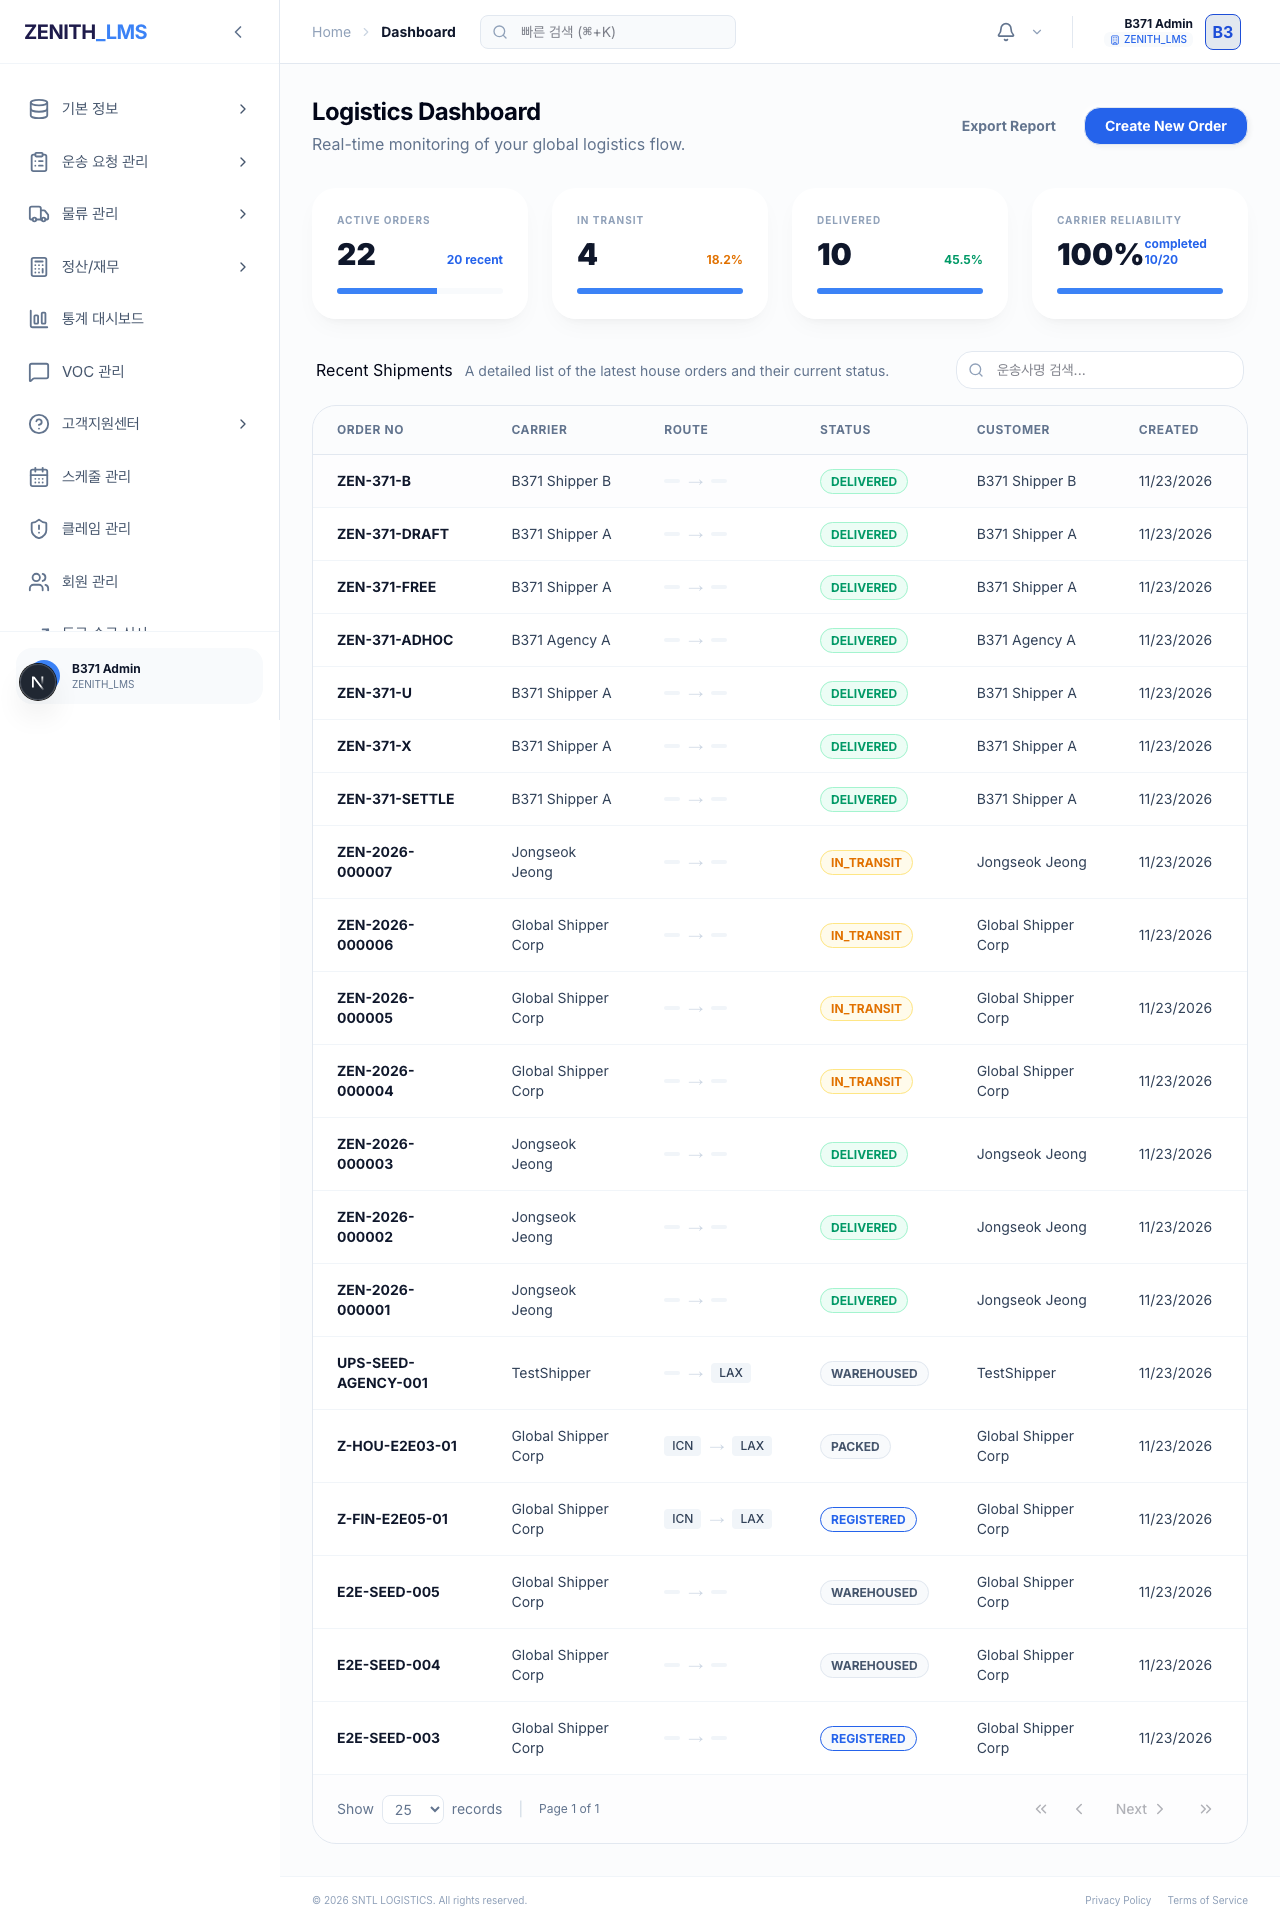 ZENITH_LMS
기본 정보
운송 요청 관리
물류 관리
정산/재무
통계 대시보드
VOC 관리
고객지원센터
스케줄 관리
클레임 관리
회원 관리
B371 Admin
ZENITH_LMS
N
Home > Dashboard
빠른 검색 (⌘+K)
B371 Admin
ZENITH_LMS
B3
Logistics Dashboard
Real-time monitoring of your global logistics flow.
Export Report
Create New Order
ACTIVE ORDERS
22
20 recent
IN TRANSIT
4
18.2%
DELIVERED
10
45.5%
CARRIER RELIABILITY
100%
completed
10/20
Recent Shipments A detailed list of the latest house orders and their current status.
운송사명 검색...
ORDER NO CARRIER ROUTE STATUS CUSTOMER CREATED
ZEN-371-B B371 Shipper B → DELIVERED B371 Shipper B 11/23/2026
ZEN-371-DRAFT B371 Shipper A → DELIVERED B371 Shipper A 11/23/2026
ZEN-371-FREE B371 Shipper A → DELIVERED B371 Shipper A 11/23/2026
ZEN-371-ADHOC B371 Agency A → DELIVERED B371 Agency A 11/23/2026
ZEN-371-U B371 Shipper A → DELIVERED B371 Shipper A 11/23/2026
ZEN-371-X B371 Shipper A → DELIVERED B371 Shipper A 11/23/2026
ZEN-371-SETTLE B371 Shipper A → DELIVERED B371 Shipper A 11/23/2026
ZEN-2026-000007 Jongseok Jeong → IN_TRANSIT Jongseok Jeong 11/23/2026
ZEN-2026-000006 Global Shipper Corp → IN_TRANSIT Global Shipper Corp 11/23/2026
ZEN-2026-000005 Global Shipper Corp → IN_TRANSIT Global Shipper Corp 11/23/2026
ZEN-2026-000004 Global Shipper Corp → IN_TRANSIT Global Shipper Corp 11/23/2026
ZEN-2026-000003 Jongseok Jeong → DELIVERED Jongseok Jeong 11/23/2026
ZEN-2026-000002 Jongseok Jeong → DELIVERED Jongseok Jeong 11/23/2026
ZEN-2026-000001 Jongseok Jeong → DELIVERED Jongseok Jeong 11/23/2026
UPS-SEED-AGENCY-001 TestShipper → LAX WAREHOUSED TestShipper 11/23/2026
Z-HOU-E2E03-01 Global Shipper Corp ICN → LAX PACKED Global Shipper Corp 11/23/2026
Z-FIN-E2E05-01 Global Shipper Corp ICN → LAX REGISTERED Global Shipper Corp 11/23/2026
E2E-SEED-005 Global Shipper Corp → WAREHOUSED Global Shipper Corp 11/23/2026
E2E-SEED-004 Global Shipper Corp → WAREHOUSED Global Shipper Corp 11/23/2026
E2E-SEED-003 Global Shipper Corp → REGISTERED Global Shipper Corp 11/23/2026
Show 25 records | Page 1 of 1
Next
© 2026 SNTL LOGISTICS. All rights reserved.
Privacy Policy Terms of Service